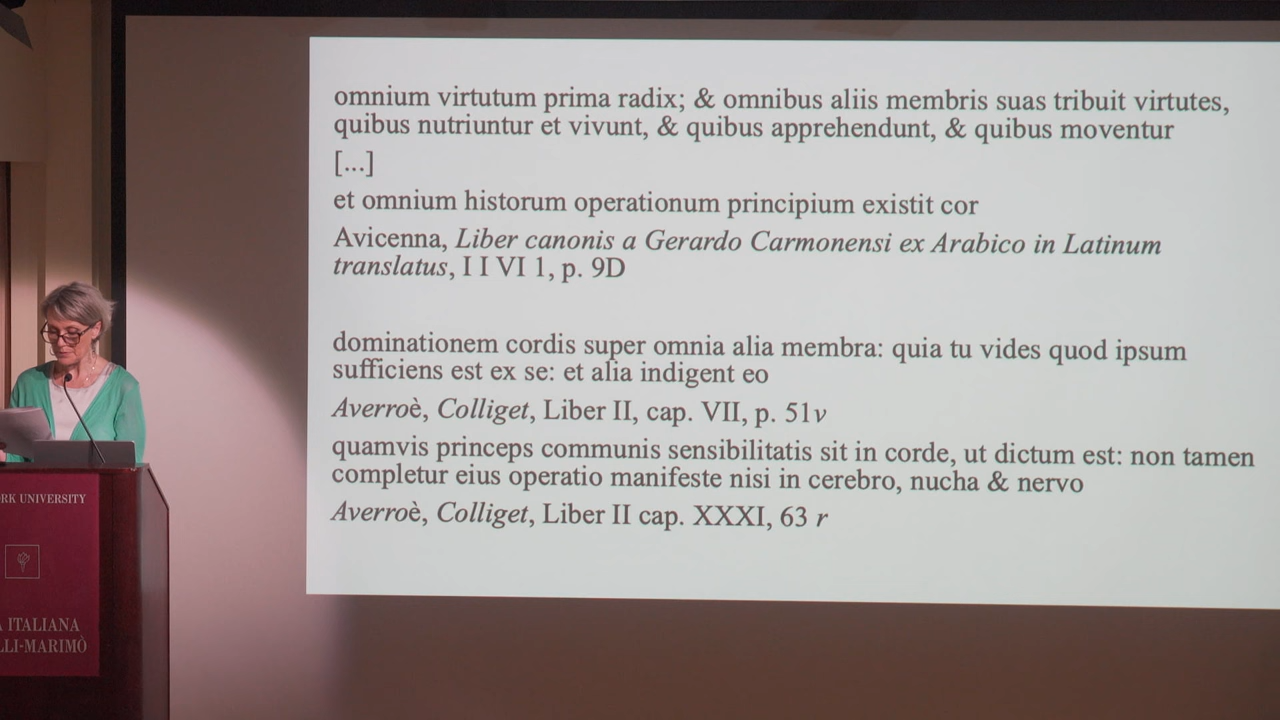 omnium virtutum prima radix; & omnibus aliis membris suas tribuit virtutes,
quibus nutriuntur et vivunt, & quibus apprehendunt, & quibus moventur
[...]
et omnium historum operationum principium existit cor
Avicenna, Liber canonis a Gerardo Carmonensi ex Arabico in Latinum
translatus, I I VI 1, p. 9D
dominationem cordis super omnia alia membra: quia tu vides quod ipsum
sufficiens est ex se: et alia indigent eo
Averroè, Colliget, Liber II, cap. VII, p. 51v
quamvis princeps communis sensibilitatis sit in corde, ut dictum est: non tamen
completur eius operatio manifeste nisi in cerebro, nucha & nervo
Averroè, Colliget, Liber II cap. XXXI, 63 r
RK UNIVERSITY
A ITALIANA
LLI-MARIMÒ